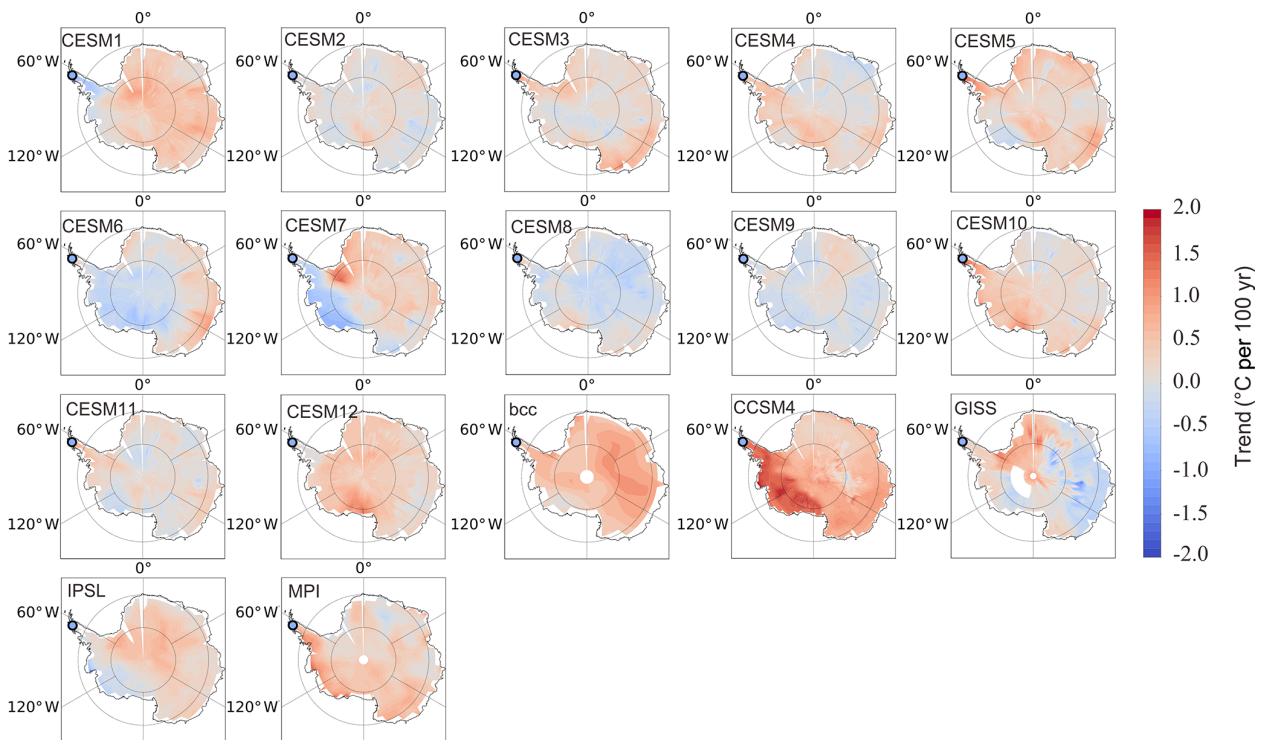 0° 0° 0° 0° 0°
CESM1 CESM2 CESM3 CESM4 CESM5
60°W 60°W 60°W 60°W 60°W
120°W 120°W 120°W 120°W 120°W
0° 0° 0° 0° 0°
CESM6 CESM7 CESM8 CESM9 CESM10
60°W 60°W 60°W 60°W 60°W
120°W 120°W 120°W 120°W 120°W
0° 0° 0° 0° 0°
CESM11 CESM12 bcc CCSM4 GISS
60°W 60°W 60°W 60°W 60°W
120°W 120°W 120°W 120°W 120°W
0° 0°
IPSL MPI
60°W 60°W
120°W 120°W
2.0
1.5
1.0
0.5
0.0
-0.5
-1.0
-1.5
-2.0
Trend (°C per 100 yr)